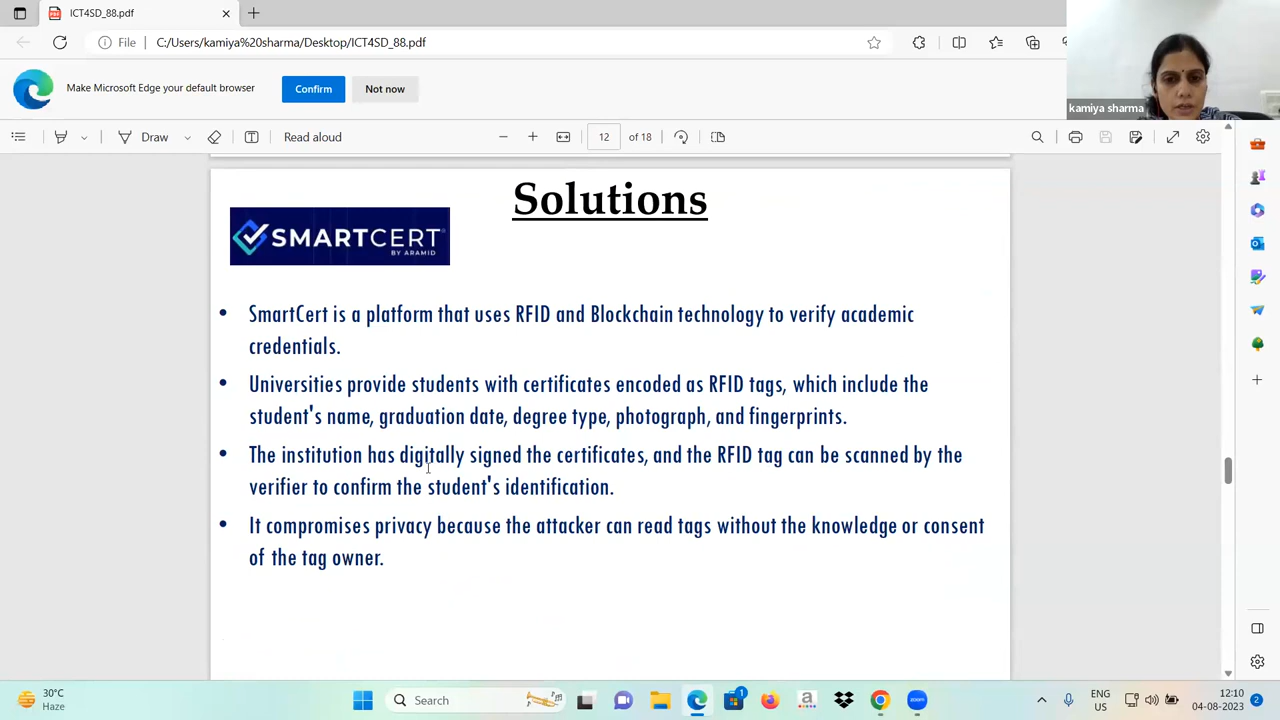 ICT4SD_88.pdf
File
C:/Users/kamiya%20sharma/Desktop/ICT4SD_88.pdf
Make Microsoft Edge your default browser
Confirm
Not now
kamiya sharma
Draw
Read aloud
12
of 18
Solutions
SMARTCERT
BY ARAMID
• SmartCert is a platform that uses RFID and Blockchain technology to verify academic
credentials.
• Universities provide students with certificates encoded as RFID tags, which include the
student's name, graduation date, degree type, photograph, and fingerprints.
• The institution has digitally signed the certificates, and the RFID tag can be scanned by the
verifier to confirm the student's identification.
• It compromises privacy because the attacker can read tags without the knowledge or consent
of the tag owner.
30°C
Haze
Search
1
a
ENG
US
12:10
04-08-2023
2